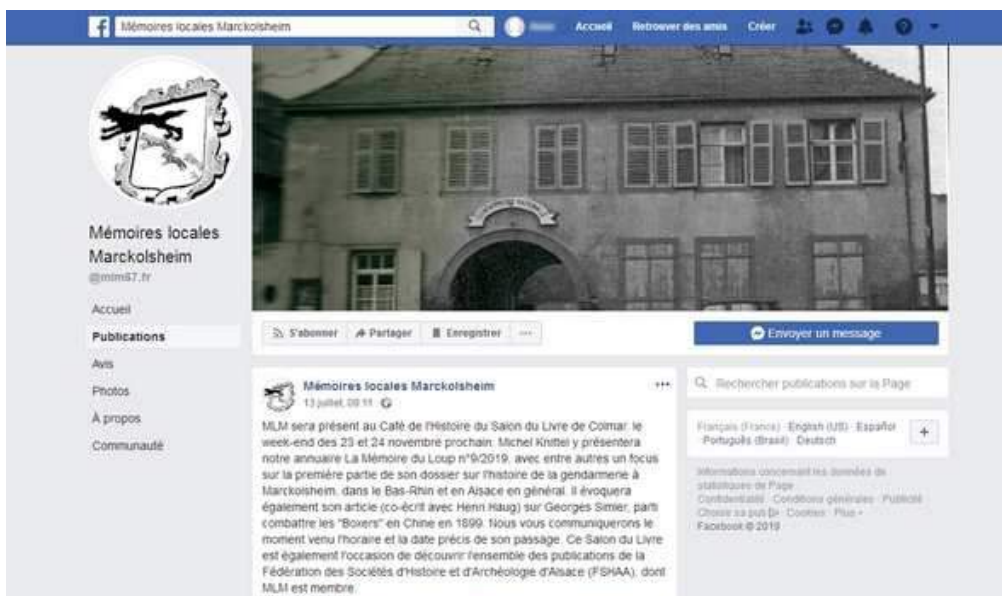 Mémoires locales Marckolsheim
Accueil Retrouver des amis Créer
Mémoires locales
Marckolsheim
@mlm67.fr
Accueil
Publications
Avis
Photos
À propos
Communauté
S'abonner Partager Enregistrer ...
Envoyer un message
Mémoires locales Marckolsheim
13 juillet, 09:11
MLM sera présent au Café de l'Histoire du Salon du Livre de Colmar, le
week-end des 23 et 24 novembre prochain. Michel Knittel y présentera
notre annuaire La Mémoire du Loup n°9/2019, avec entre autres un focus
sur la première partie de son dossier sur l'histoire de la gendarmerie à
Marckolsheim, dans le Bas-Rhin et en Alsace en général. Il évoquera
également son article (co-écrit avec Henri Haug) sur Georges Simler, parti
combattre les "Boxers" en Chine en 1899. Nous vous communiquerons le
moment venu l'horaire et la date précis de son passage. Ce Salon du Livre
est également l'occasion de découvrir l'ensemble des publications de la
Fédération des Sociétés d'Histoire et d'Archéologie d'Alsace (FSHAA), dont
MLM est membre.
Rechercher publications sur la Page
Français (France) · English (US) · Español ·
Português (Brasil) · Deutsch
+
Informations concernant les données de
statistiques de Page
Confidentialité · Conditions générales · Publicité ·
Choisir sa pub · Cookies · Plus
Facebook © 2019